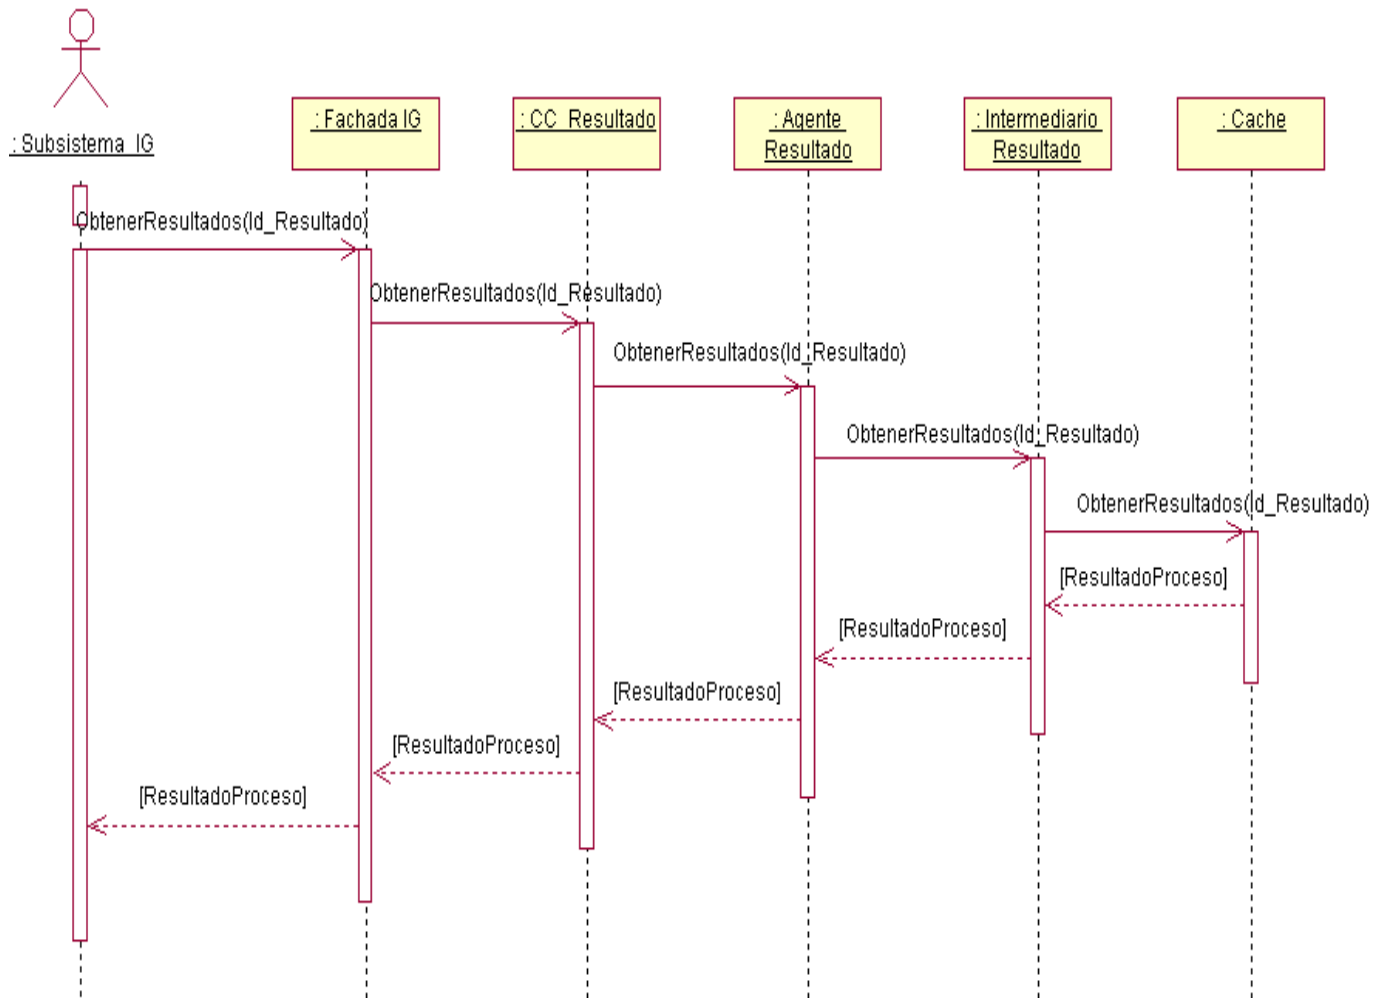 : Fachada IG
: CC_Resultado
: Agente
Resultado
: Intermediario
Resultado
: Cache
: Subsistema_IG
ObtenerResultados(Id_Resultado)
ObtenerResultados(Id_Resultado)
ObtenerResultados(Id_Resultado)
ObtenerResultados(Id_Resultado)
ObtenerResultados(Id_Resultado)
[ResultadoProceso]
[ResultadoProceso]
[ResultadoProceso]
[ResultadoProceso]
[ResultadoProceso]